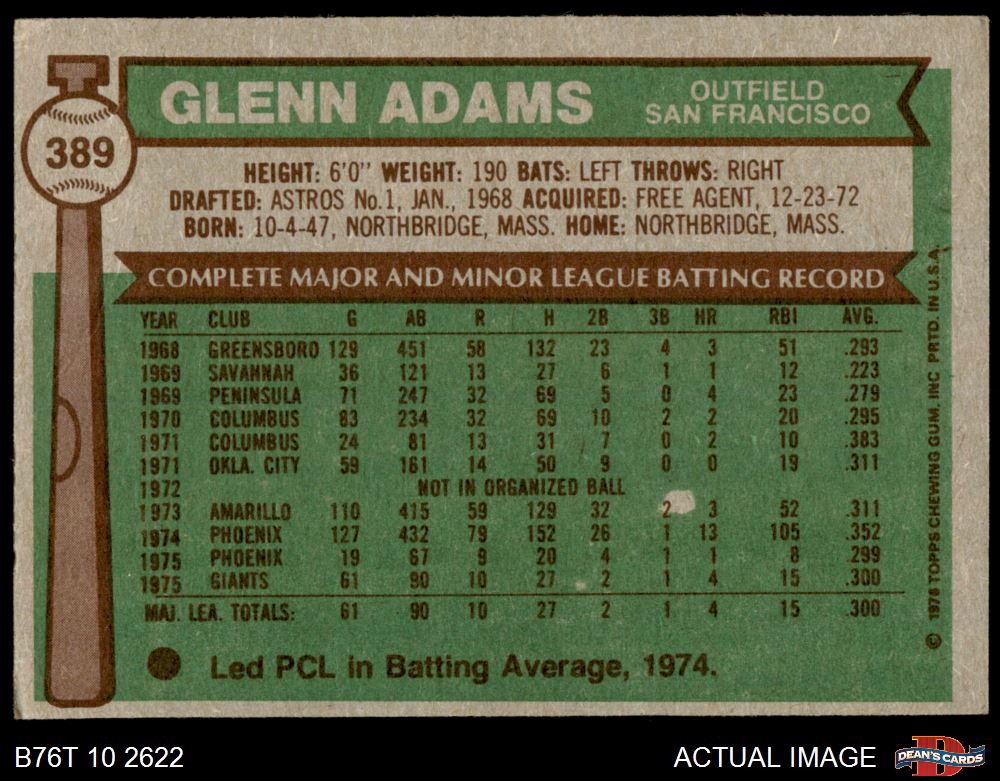 T
389
GLENN ADAMS
OUTFIELD
SAN FRANCISCO
HEIGHT: 6'0" WEIGHT: 190 BATS: LEFT THROWS: RIGHT
DRAFTED: ASTROS No.1, JAN., 1968 ACQUIRED: FREE AGENT, 12-23-72
BORN: 10-4-47, NORTHBRIDGE, MASS. HOME: NORTHBRIDGE, MASS.
COMPLETE MAJOR AND MINOR LEAGUE BATTING RECORD
YEAR CLUB G AB R H 2B 3B HR RBI AVG.
1968 GREENSBORO 129 451 58 132 23 4 3 51 .293
1969 SAVANNAH 36 121 13 27 6 1 1 12 .223
1969 PENINSULA 71 247 32 69 5 0 4 23 .279
1970 COLUMBUS 83 234 32 69 10 2 2 20 .295
1971 COLUMBUS 24 81 13 31 7 0 2 10 .383
1971 OKLA. CITY 59 161 14 50 9 0 0 19 .311
1972 NOT IN ORGANIZED BALL
1973 AMARILLO 110 415 59 129 32 2 3 52 .311
1974 PHOENIX 127 432 79 152 26 1 13 105 .352
1975 PHOENIX 19 67 9 20 4 1 1 8 .299
1975 GIANTS 61 90 10 27 2 1 4 15 .300
MAJ. LEA. TOTALS: 61 90 10 27 2 1 4 15 .300
Led PCL in Batting Average, 1974.
© 1976 TOPPS CHEWING GUM, INC PRTD. IN U.S.A.
B76T 10 2622
ACTUAL IMAGE
D
DEAN'S CARDS